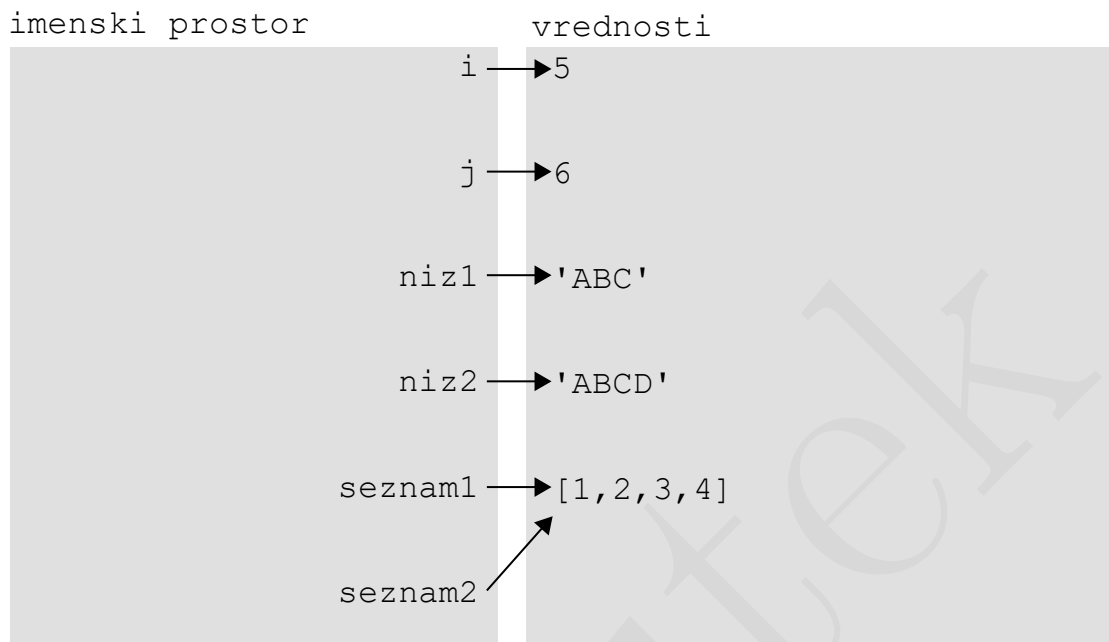 imenski prostor
vrednosti
i 5
j 6
niz1 'ABC'
niz2 'ABCD'
seznam1 [1,2,3,4]
seznam2